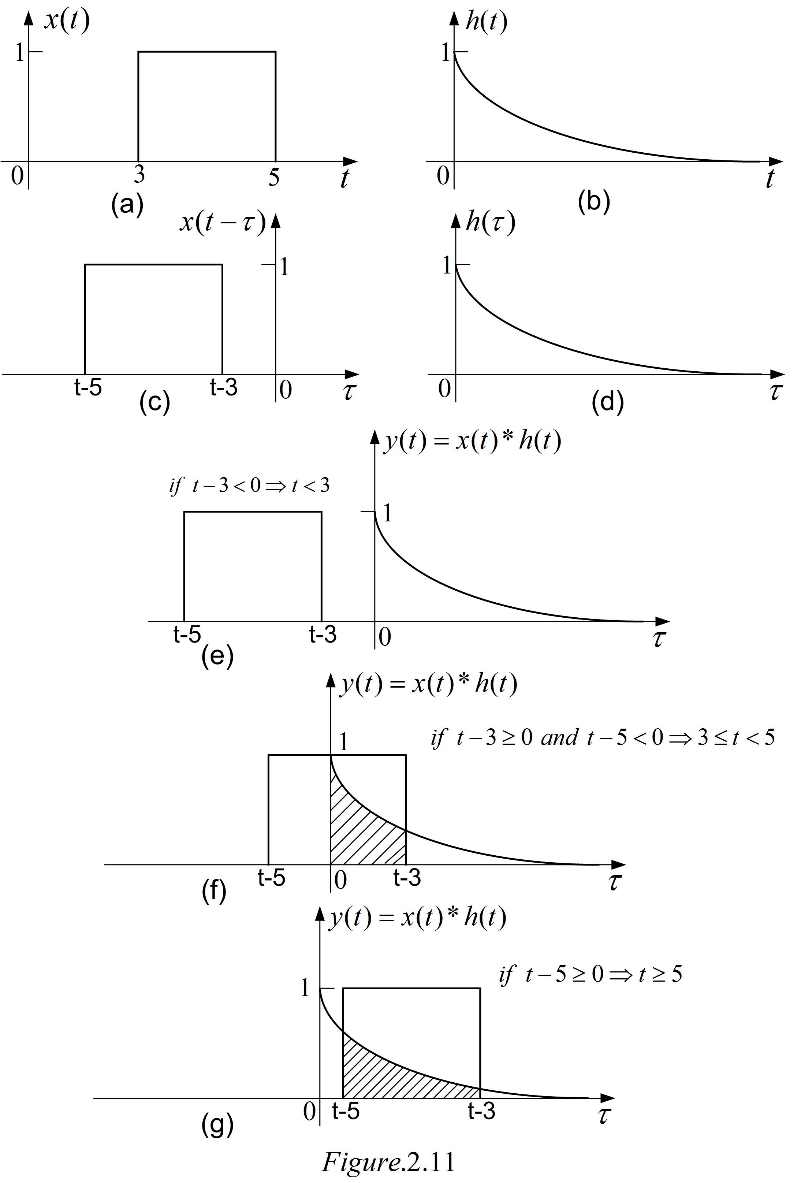 x(t)
h(t)
1
1
0
3
5
t
0
t
(a)
(b)
x(t − τ)
h(τ)
1
1
t-5
t-3
0
τ
0
τ
(c)
(d)
y(t) = x(t) * h(t)
if t − 3 < 0 ⇒ t < 3
1
t-5
t-3
0
τ
(e)
y(t) = x(t) * h(t)
1
if t − 3 ≥ 0 and t − 5 < 0 ⇒ 3 ≤ t < 5
t-5
0
t-3
τ
(f)
y(t) = x(t) * h(t)
if t − 5 ≥ 0 ⇒ t ≥ 5
1
0
t-5
t-3
τ
(g)
Figure.2.11